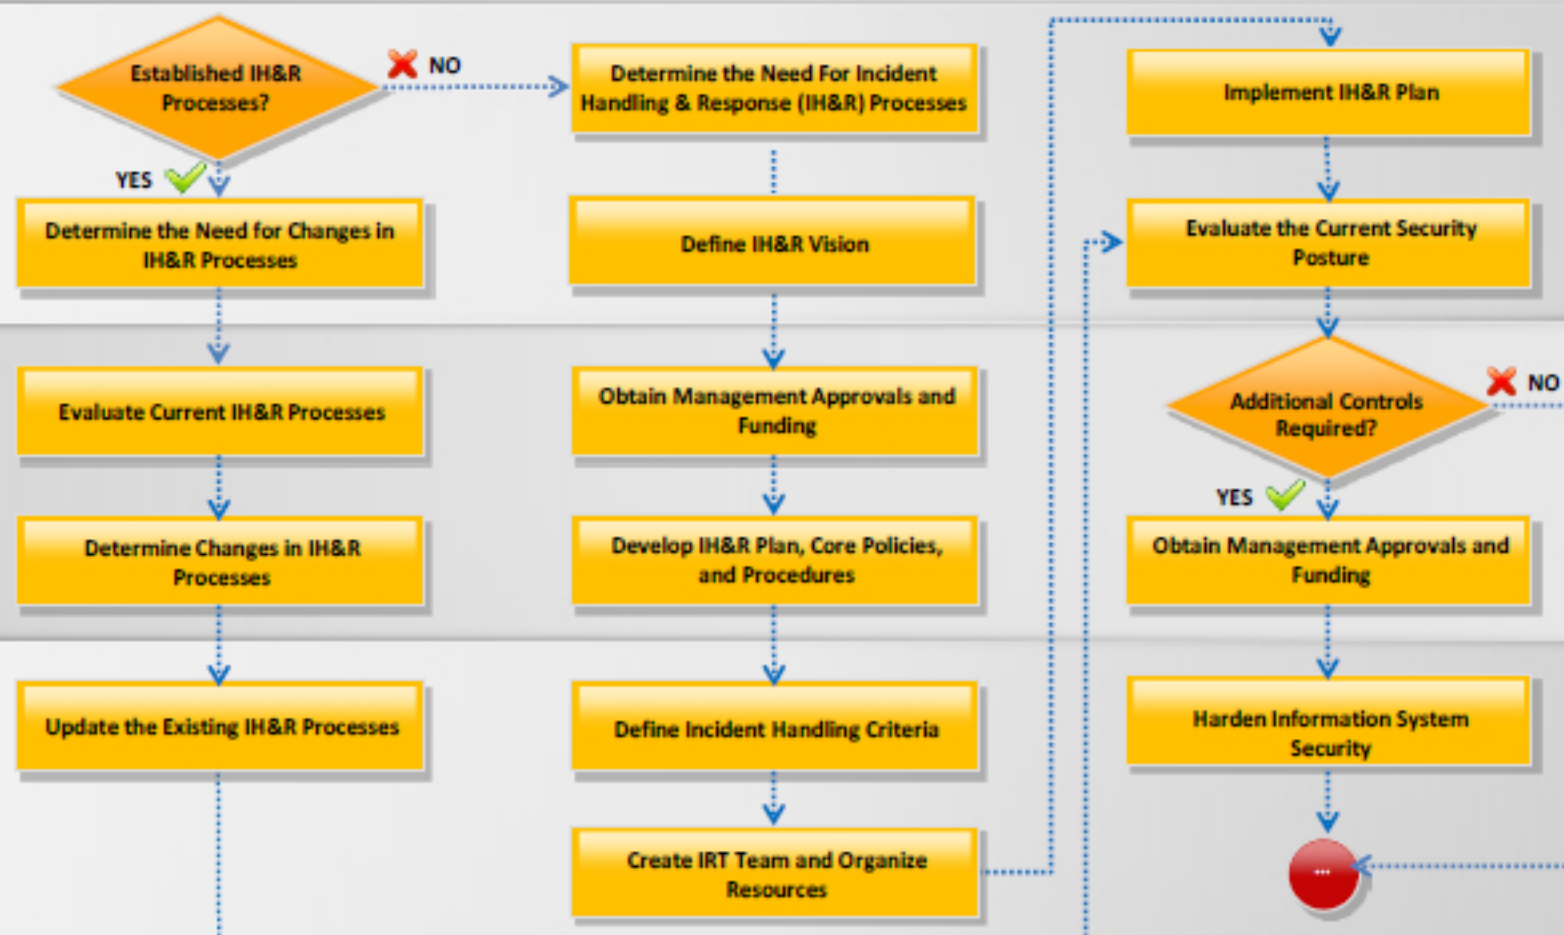 Established IH&R
Processes?
NO
YES
Determine the Need for Changes in
IH&R Processes
Evaluate Current IH&R Processes
Determine Changes in IH&R
Processes
Update the Existing IH&R Processes
Determine the Need For Incident
Handling & Response (IH&R) Processes
Define IH&R Vision
Obtain Management Approvals and
Funding
Develop IH&R Plan, Core Policies,
and Procedures
Define Incident Handling Criteria
Create IRT Team and Organize
Resources
Implement IH&R Plan
Evaluate the Current Security
Posture
Additional Controls
Required?
NO
YES
Obtain Management Approvals and
Funding
Harden Information System
Security
...